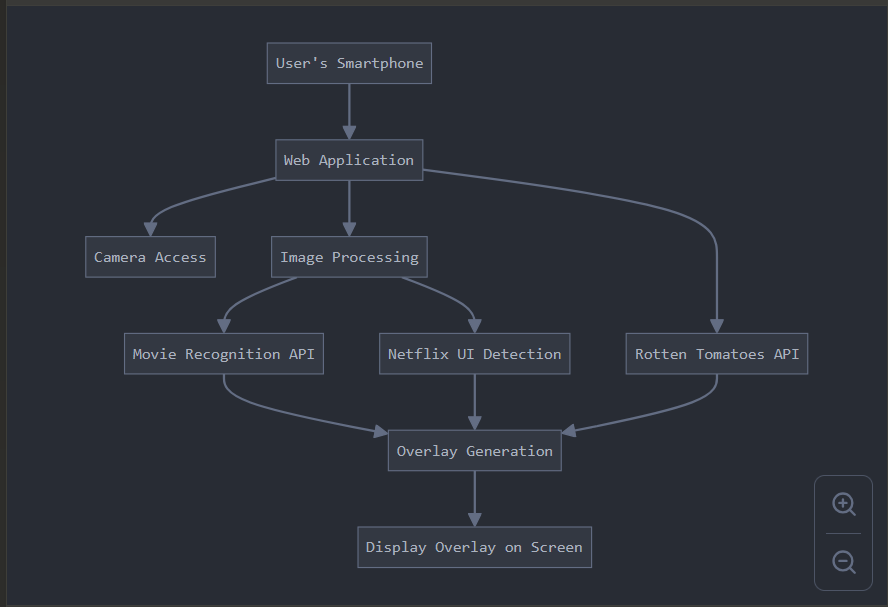 User's Smartphone
Web Application
Camera Access
Image Processing
Movie Recognition API
Netflix UI Detection
Rotten Tomatoes API
Overlay Generation
Display Overlay on Screen